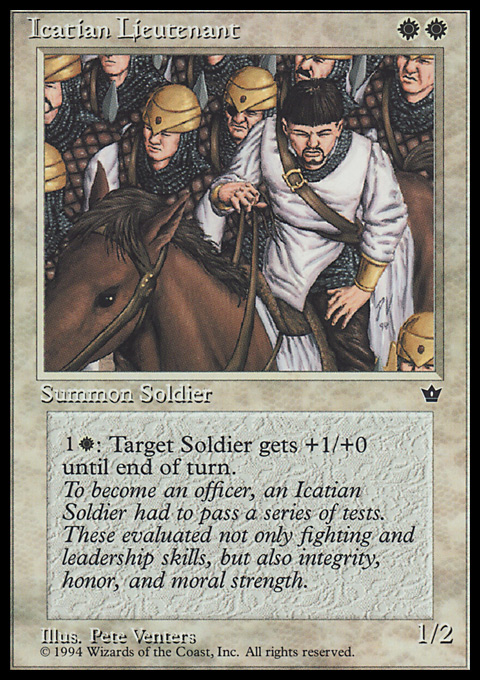 Icatian Lieutenant
Summon Soldier
1: Target Soldier gets +1/+0
until end of turn.
To become an officer, an Icatian
Soldier had to pass a series of tests.
These evaluated not only fighting and
leadership skills, but also integrity,
honor, and moral strength.
Illus. Pete Venters
1/2
© 1994 Wizards of the Coast, Inc. All rights reserved.